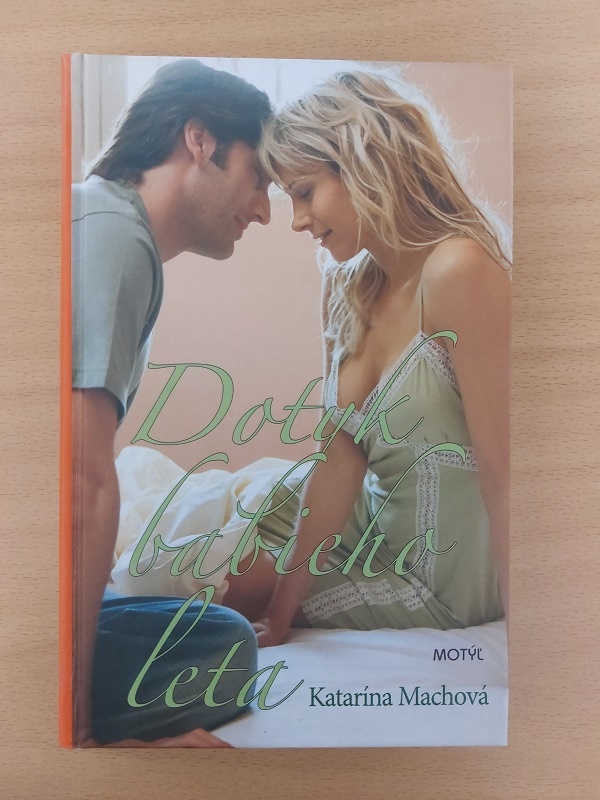 Dotyk
babieho
leta
MOTÝĽ
Katarína Machová